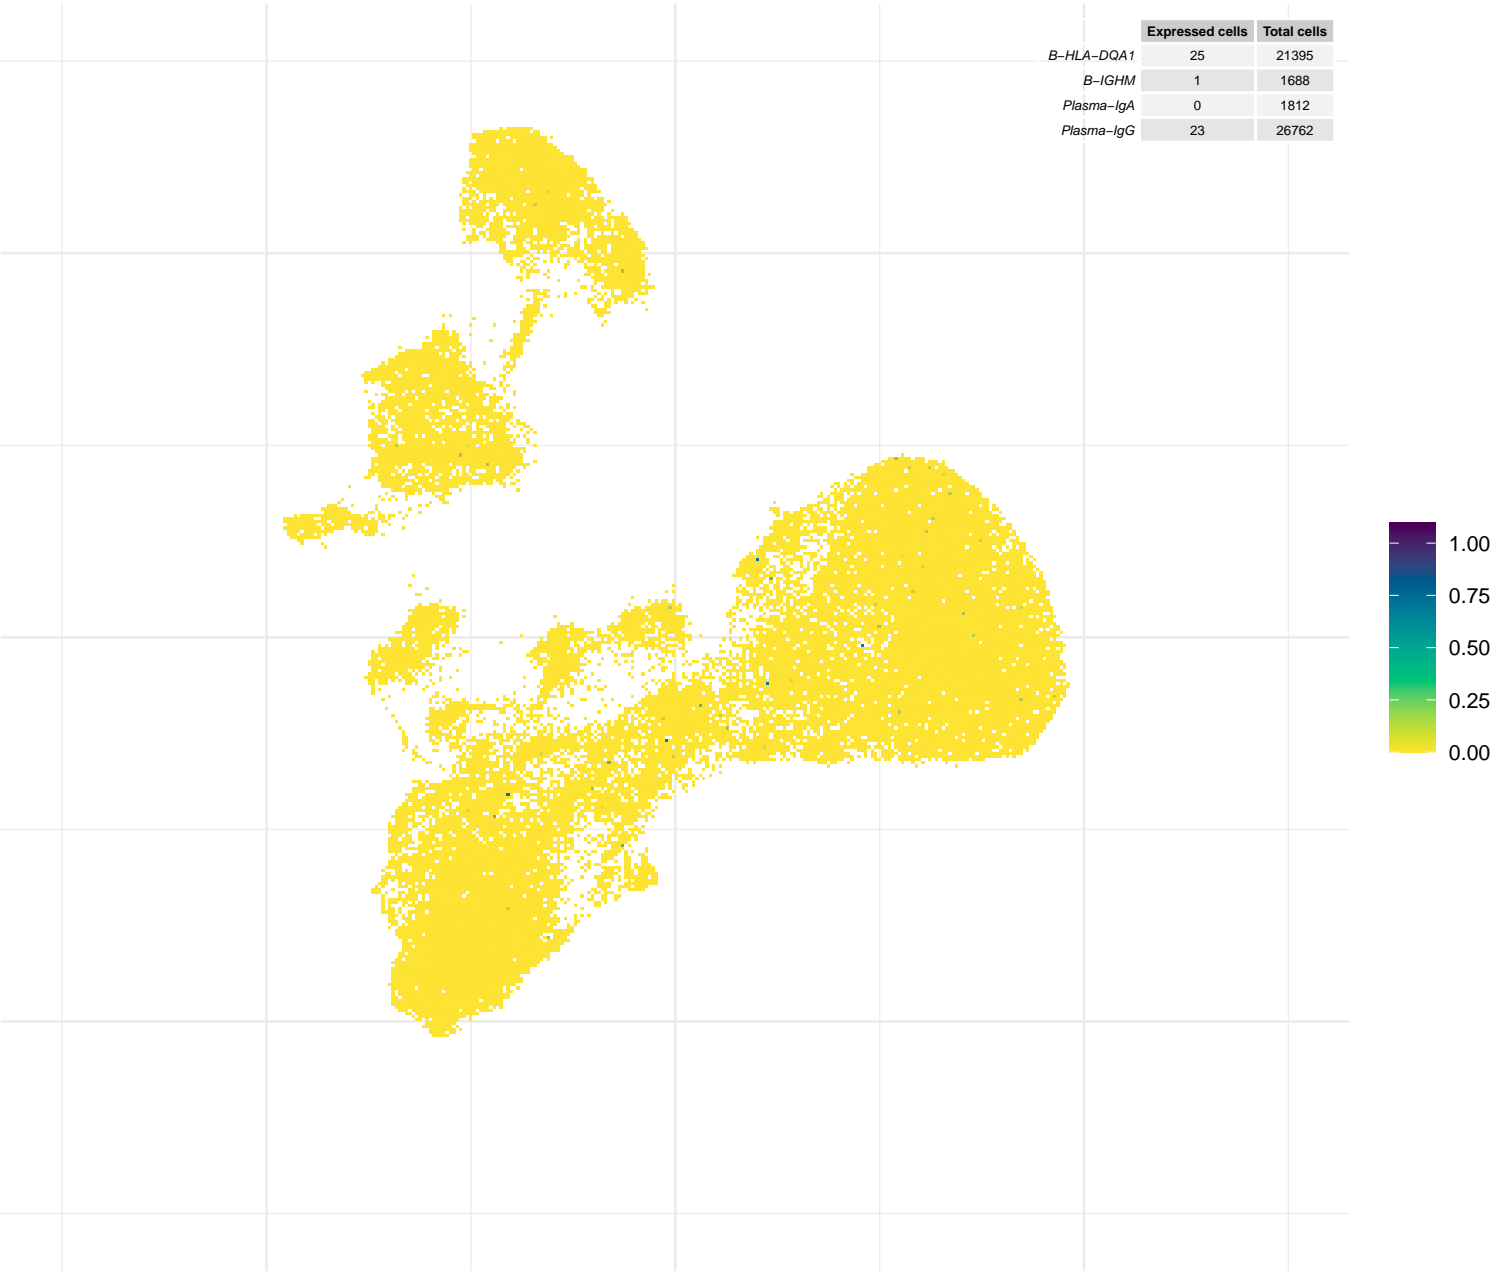 Expressed cells Total cells
B−HLA−DQA1 25 21395
B−IGHM 1 1688
Plasma−IgA 0 1812
Plasma−IgG 23 26762
1.00
0.75
0.50
0.25
0.00